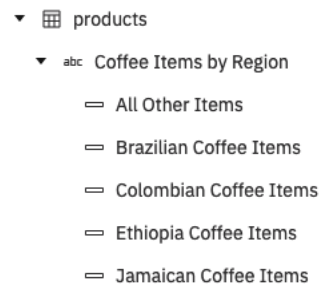 products
abc Coffee Items by Region
All Other Items
Brazilian Coffee Items
Colombian Coffee Items
Ethiopia Coffee Items
Jamaican Coffee Items